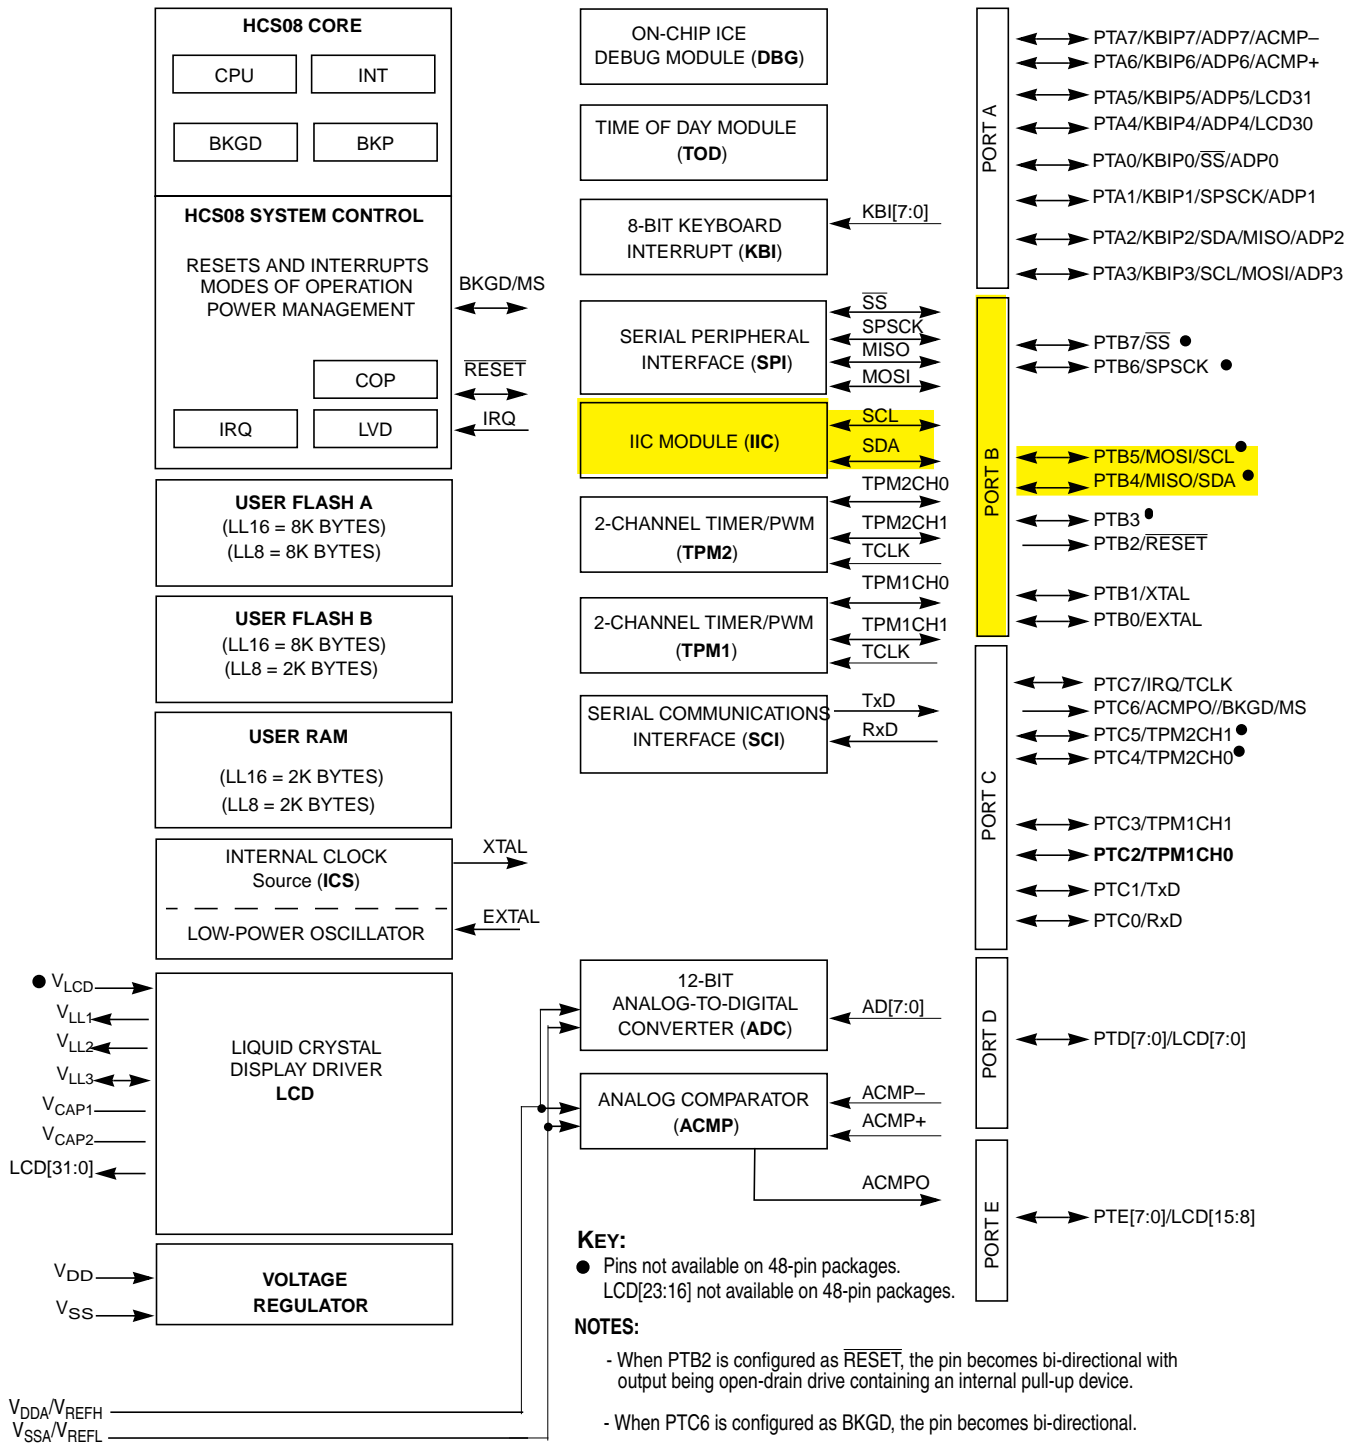 HCS08 CORE
CPU
INT
BKGD
BKP
HCS08 SYSTEM CONTROL
RESETS AND INTERRUPTS
MODES OF OPERATION
POWER MANAGEMENT
COP
IRQ
LVD
BKGD/MS
RESET
IRQ
USER FLASH A
(LL16 = 8K BYTES)
(LL8 = 8K BYTES)
USER FLASH B
(LL16 = 8K BYTES)
(LL8 = 2K BYTES)
USER RAM
(LL16 = 2K BYTES)
(LL8 = 2K BYTES)
INTERNAL CLOCK
Source (ICS)
LOW-POWER OSCILLATOR
XTAL
EXTAL
● VLCD
VLL1
VLL2
VLL3
VCAP1
VCAP2
LCD[31:0]
LIQUID CRYSTAL
DISPLAY DRIVER
LCD
VDD
VSS
VOLTAGE
REGULATOR
VDDA/VREFH
VSSA/VREFL
ON-CHIP ICE
DEBUG MODULE (DBG)
TIME OF DAY MODULE
(TOD)
8-BIT KEYBOARD
INTERRUPT (KBI)
KBI[7:0]
SERIAL PERIPHERAL
INTERFACE (SPI)
SS
SPSCK
MISO
MOSI
IIC MODULE (IIC)
SCL
SDA
2-CHANNEL TIMER/PWM
(TPM2)
TPM2CH0
TPM2CH1
TCLK
2-CHANNEL TIMER/PWM
(TPM1)
TPM1CH0
TPM1CH1
TCLK
SERIAL COMMUNICATIONS
INTERFACE (SCI)
TxD
RxD
12-BIT
ANALOG-TO-DIGITAL
CONVERTER (ADC)
AD[7:0]
ANALOG COMPARATOR
(ACMP)
ACMP–
ACMP+
ACMPO
PORT A
PTA7/KBIP7/ADP7/ACMP–
PTA6/KBIP6/ADP6/ACMP+
PTA5/KBIP5/ADP5/LCD31
PTA4/KBIP4/ADP4/LCD30
PTA0/KBIP0/SS/ADP0
PTA1/KBIP1/SPSCK/ADP1
PTA2/KBIP2/SDA/MISO/ADP2
PTA3/KBIP3/SCL/MOSI/ADP3
PORT B
PTB7/SS ●
PTB6/SPSCK ●
PTB5/MOSI/SCL ●
PTB4/MISO/SDA ●
PTB3 ●
PTB2/RESET
PTB1/XTAL
PTB0/EXTAL
PORT C
PTC7/IRQ/TCLK
PTC6/ACMPO//BKGD/MS
PTC5/TPM2CH1 ●
PTC4/TPM2CH0 ●
PTC3/TPM1CH1
PTC2/TPM1CH0
PTC1/TxD
PTC0/RxD
PORT D
PTD[7:0]/LCD[7:0]
PORT E
PTE[7:0]/LCD[15:8]
KEY:
● Pins not available on 48-pin packages.
LCD[23:16] not available on 48-pin packages.
NOTES:
- When PTB2 is configured as RESET, the pin becomes bi-directional with
output being open-drain drive containing an internal pull-up device.
- When PTC6 is configured as BKGD, the pin becomes bi-directional.